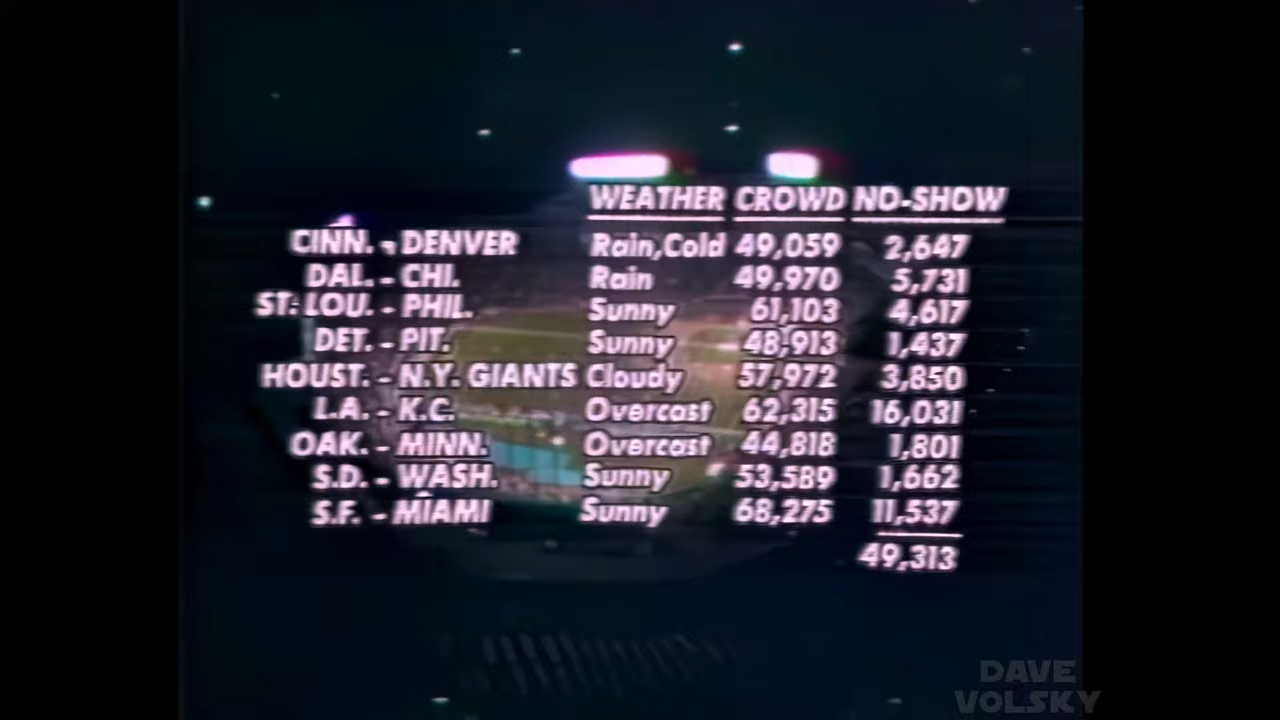 WEATHER CROWD NO-SHOW
CINN. - DENVER Rain,Cold 49,059 2,647
DAL. - CHI. Rain 49,970 5,731
ST. LOU. - PHIL. Sunny 61,103 4,617
DET. - PIT. Sunny 48,913 1,437
HOUST. - N.Y. GIANTS Cloudy 57,972 3,850
L.A. - K.C. Overcast 62,315 16,031
OAK. - MINN. Overcast 44,818 1,801
S.D. - WASH. Sunny 53,589 1,662
S.F. - MIAMI Sunny 68,275 11,537
49,313
DAVE
VOLSKY